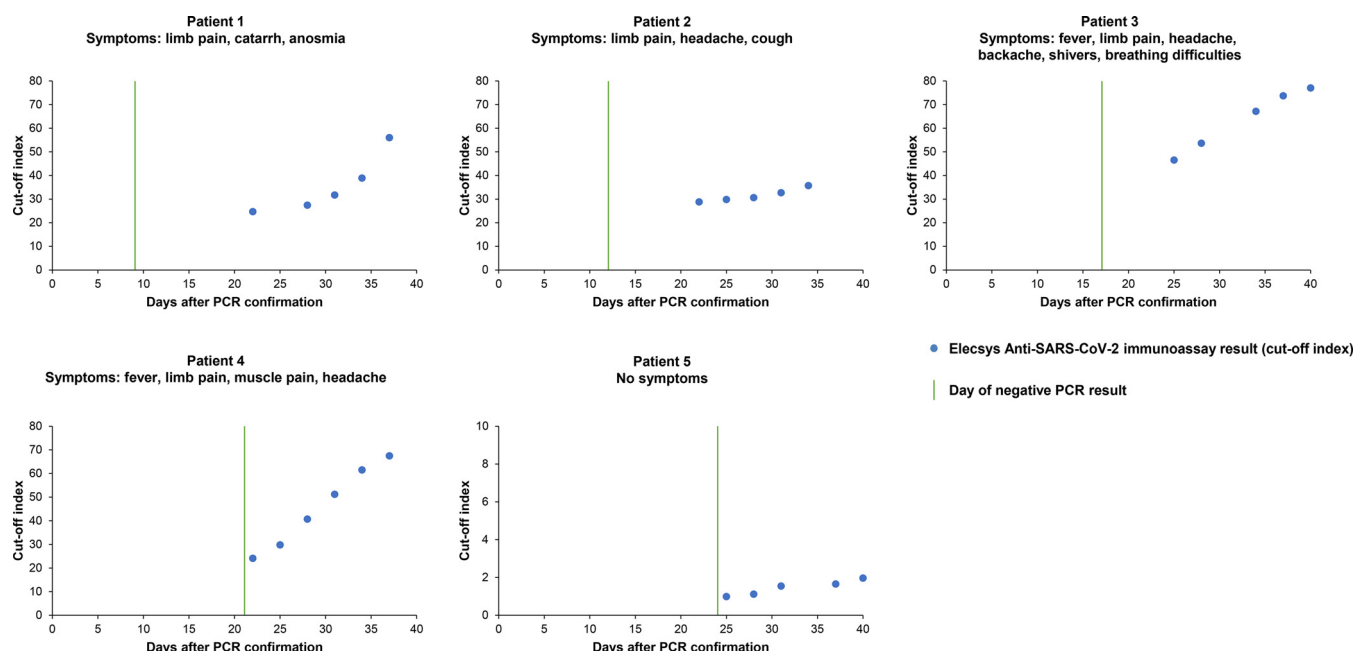 Patient 1
Symptoms: limb pain, catarrh, anosmia
80
70
60
50
40
30
20
10
0
Cut-off index
0 5 10 15 20 25 30 35 40
Days after PCR confirmation
Patient 2
Symptoms: limb pain, headache, cough
80
70
60
50
40
30
20
10
0
Cut-off index
0 5 10 15 20 25 30 35 40
Days after PCR confirmation
Patient 3
Symptoms: fever, limb pain, headache,
backache, shivers, breathing difficulties
80
70
60
50
40
30
20
10
0
Cut-off index
0 5 10 15 20 25 30 35 40
Days after PCR confirmation
Patient 4
Symptoms: fever, limb pain, muscle pain, headache
80
70
60
50
40
30
20
10
0
Cut-off index
0 5 10 15 20 25 30 35 40
Days after PCR confirmation
Patient 5
No symptoms
10
8
6
4
2
0
Cut-off index
0 5 10 15 20 25 30 35 40
Days after PCR confirmation
Elecsys Anti-SARS-CoV-2 immunoassay result (cut-off index)
Day of negative PCR result